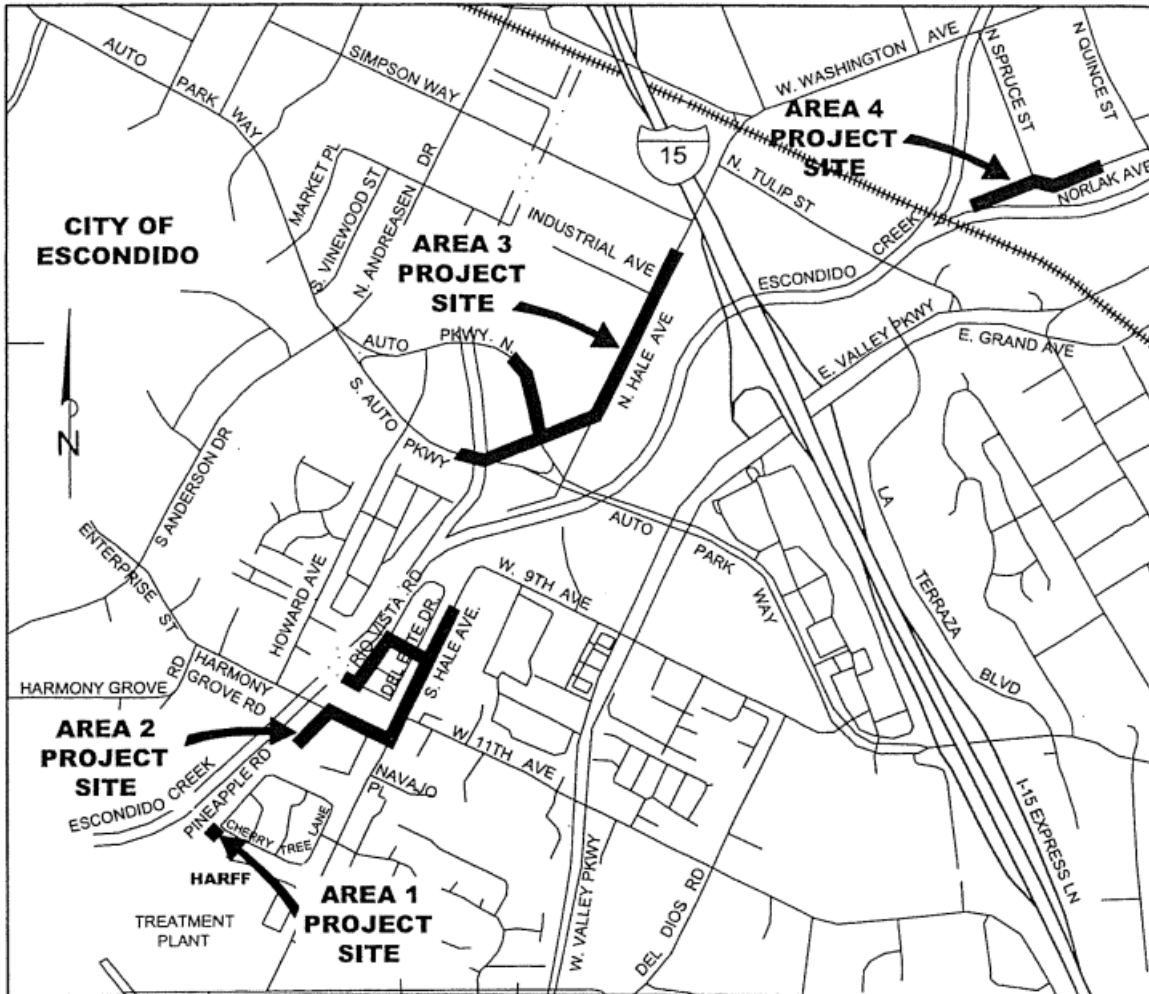 AUTO
PARK
WAY
SIMPSON WAY
W. WASHINGTON AVE
N SPRUCE ST
N QUINCE ST
AREA 4
PROJECT
SITE
15
N. TULIP ST
NORLAK AVE
MARKET PL
S. VINEWOOD ST
N. ANDREASEN DR
CITY OF
ESCONDIDO
AREA 3
PROJECT
SITE
INDUSTRIAL AVE
ESCONDIDO CREEK
AUTO PKWY. N.
N. HALE AVE
E. VALLEY PKWY
E. GRAND AVE
N
S. AUTO PKWY
S ANDERSON DR
ENTERPRISE ST
HOWARD AVE
AUTO
PARK
WAY
LA
TERRAZA
BLVD
W. 9TH AVE
RIO VISTA RD
DEL ESTE DR.
S. HALE AVE.
HARMONY GROVE RD
HARMONY
GROVE RD
AREA 2
PROJECT
SITE
W. 11TH AVE
NAVAJO
PL
ESCONDIDO CREEK
PINEAPPLE RD
CHERRY TREE LANE
HARFF
TREATMENT
PLANT
AREA 1
PROJECT
SITE
W. VALLEY PKWY
DEL DIOS RD
I-15 EXPRESS LN